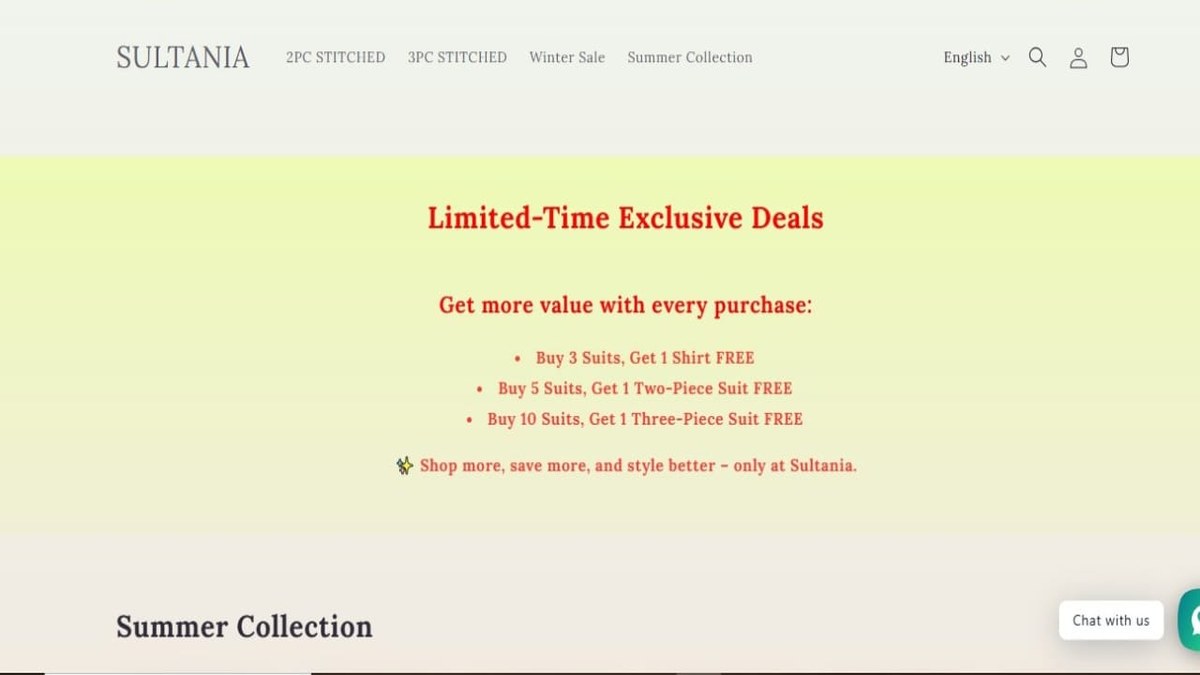 SULTANIA
2PC STITCHED
3PC STITCHED
Winter Sale
Summer Collection
English
Limited-Time Exclusive Deals
Get more value with every purchase:
• Buy 3 Suits, Get 1 Shirt FREE
• Buy 5 Suits, Get 1 Two-Piece Suit FREE
• Buy 10 Suits, Get 1 Three-Piece Suit FREE
✨ Shop more, save more, and style better – only at Sultania.
Summer Collection
Chat with us